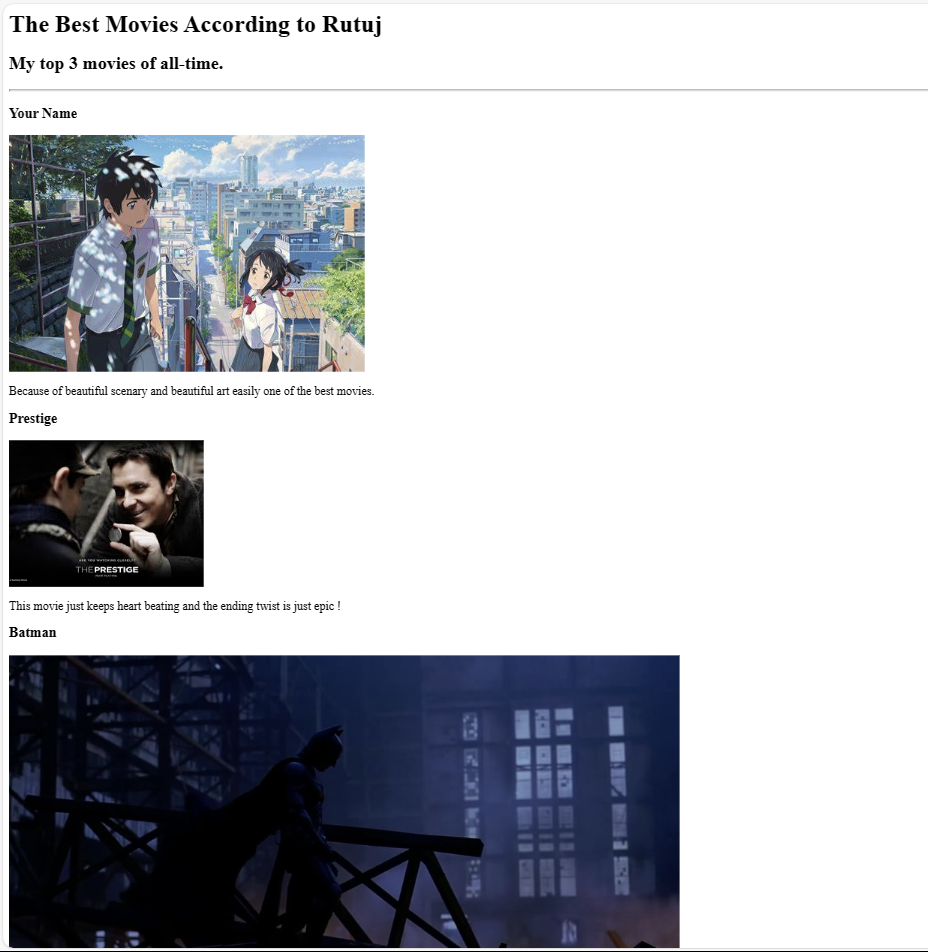 The Best Movies According to Rutuj
My top 3 movies of all-time.
Your Name
Because of beautiful scenary and beautiful art easily one of the best movies.
Prestige
ARE YOU WATCHING CLOSELY?
THE PRESTIGE
This movie just keeps heart beating and the ending twist is just epic !
Batman